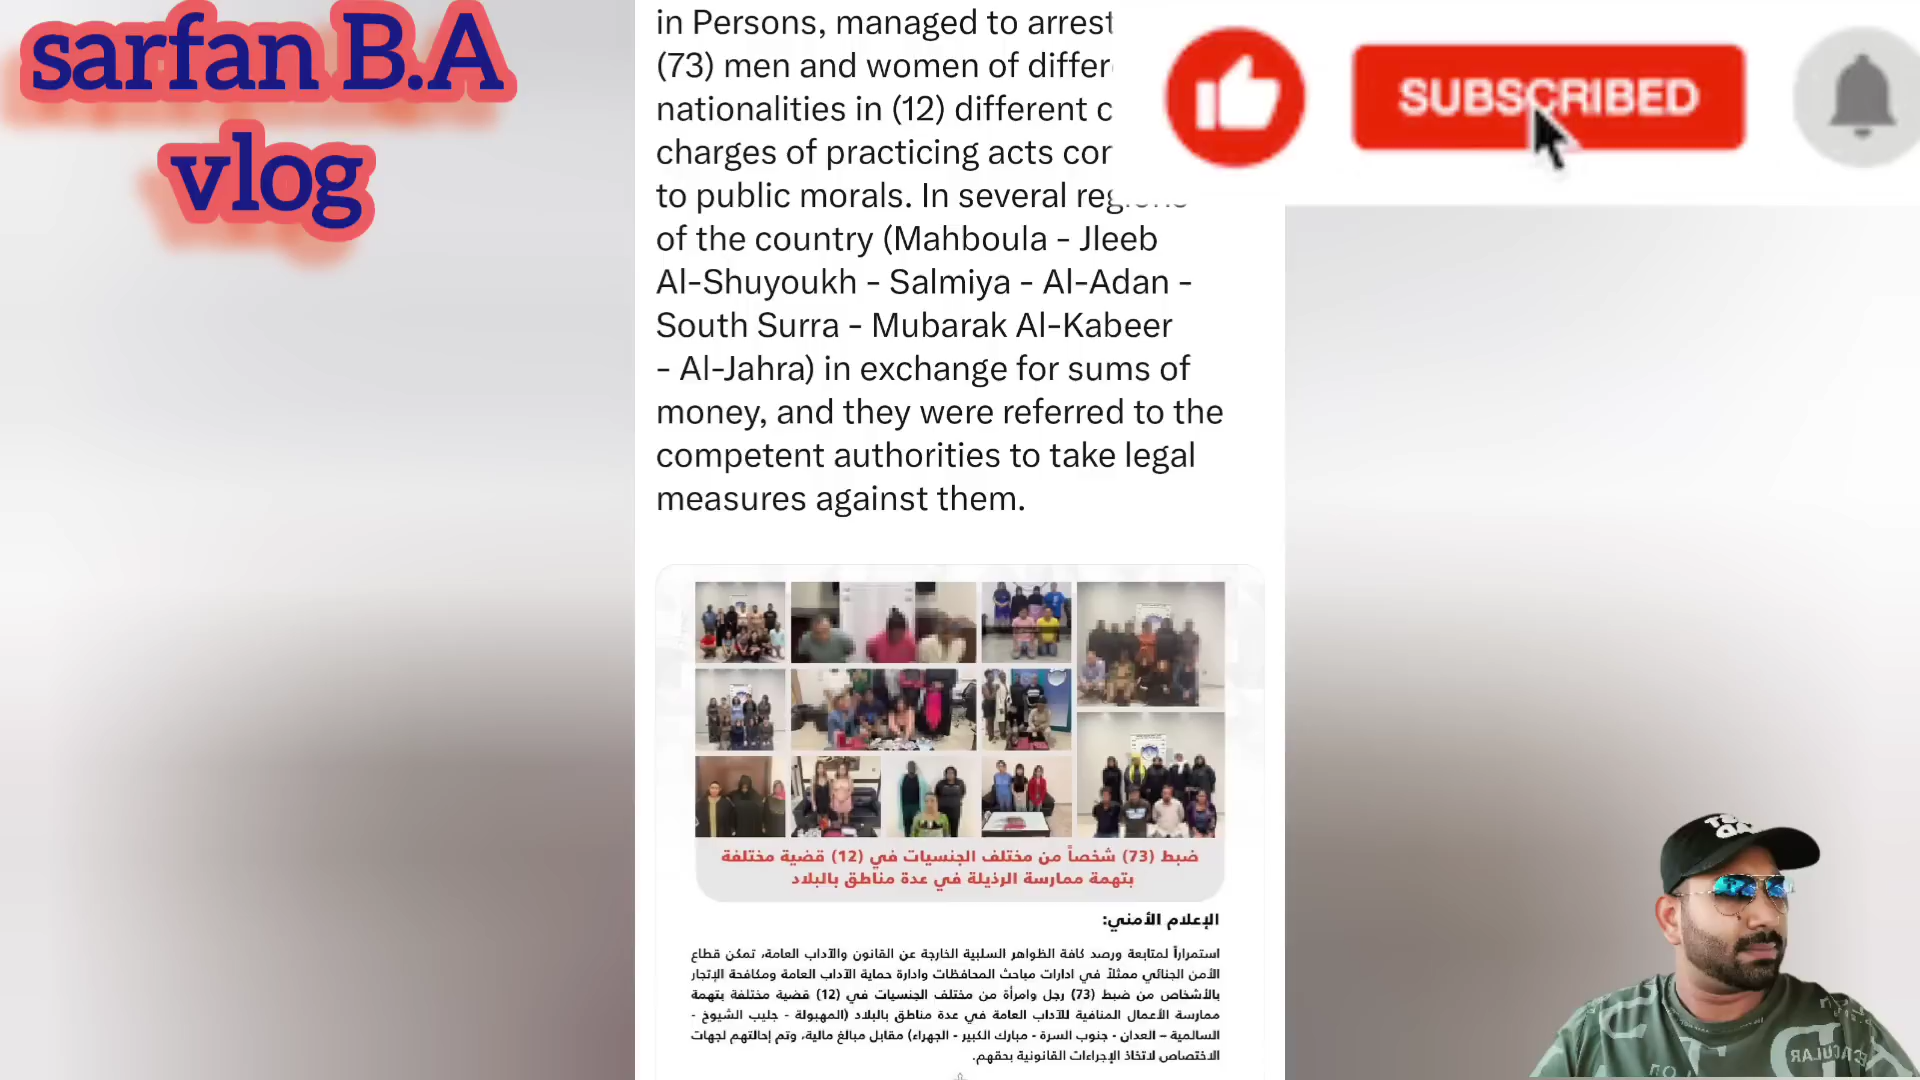 sarfan B.A
vlog
in Persons, managed to arrest
(73) men and women of differ
nationalities in (12) different c
charges of practicing acts cor
to public morals. In several regions
of the country (Mahboula - Jleeb
Al-Shuyoukh - Salmiya - Al-Adan -
South Surra - Mubarak Al-Kabeer
- Al-Jahra) in exchange for sums of
money, and they were referred to the
competent authorities to take legal
measures against them.
SUBSCRIBED
ضبط (73) شخصاً من مختلف الجنسيات في (12) قضية مختلفة
بتهمة ممارسة الرذيلة في عدة مناطق بالبلاد
الإعلام الأمني:
استمراراً لمتابعة ورصد كافة الظواهر السلبية الخارجة عن القانون والآداب العامة، تمكن قطاع
الأمن الجنائي ممثلاً في ادارات مباحث المحافظات وادارة حماية الآداب العامة ومكافحة الإتجار
بالأشخاص من ضبط (73) رجل وامرأة من مختلف الجنسيات في (12) قضية مختلفة بتهمة
ممارسة الأعمال المنافية للآداب العامة في عدة مناطق بالبلاد (المهبولة - جليب الشيوخ -
السالمية – العدان - جنوب السرة - مبارك الكبير - الجهراء) مقابل مبالغ مالية، وتم إحالتهم لجهات
الاختصاص لاتخاذ الإجراءات القانونية بحقهم.